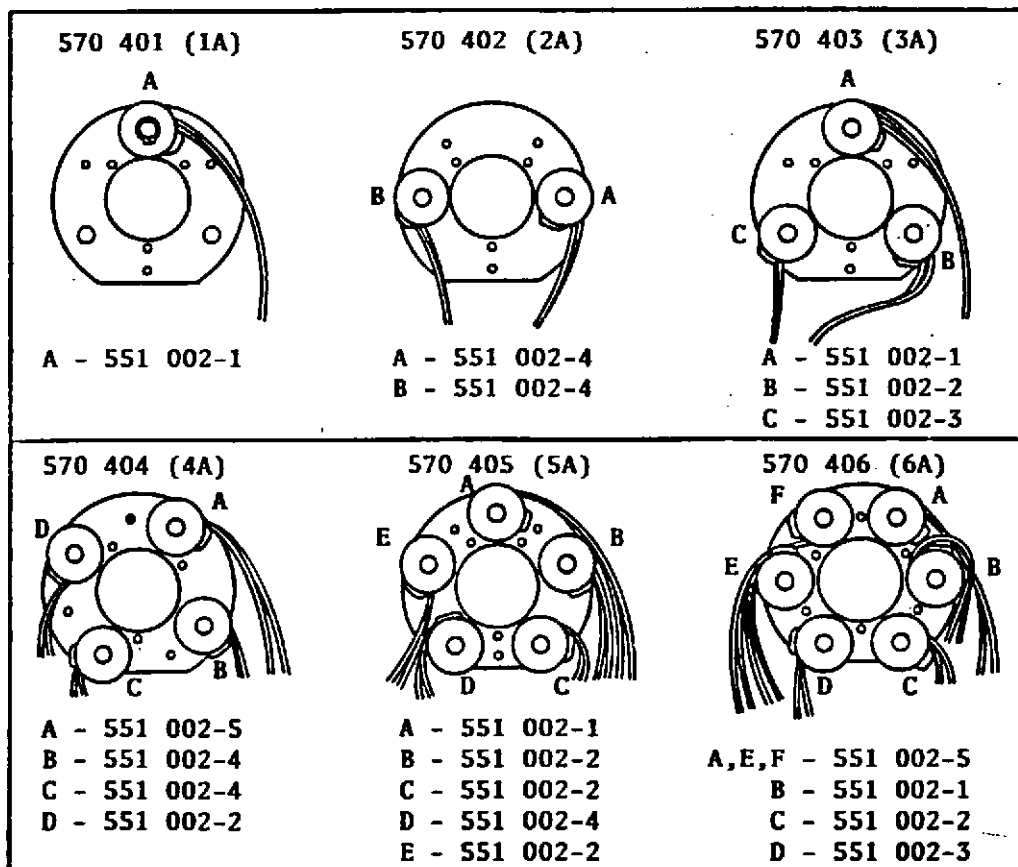 570 401 (1A)
A
A - 551 002-1
570 402 (2A)
B
A
A - 551 002-4
B - 551 002-4
570 403 (3A)
A
C
B
A - 551 002-1
B - 551 002-2
C - 551 002-3
570 404 (4A)
A
D
B
C
A - 551 002-5
B - 551 002-4
C - 551 002-4
D - 551 002-2
570 405 (5A)
A
E
B
D
C
A - 551 002-1
B - 551 002-2
C - 551 002-2
D - 551 002-4
E - 551 002-2
570 406 (6A)
F
A
E
B
D
C
A,E,F - 551 002-5
B - 551 002-1
C - 551 002-2
D - 551 002-3